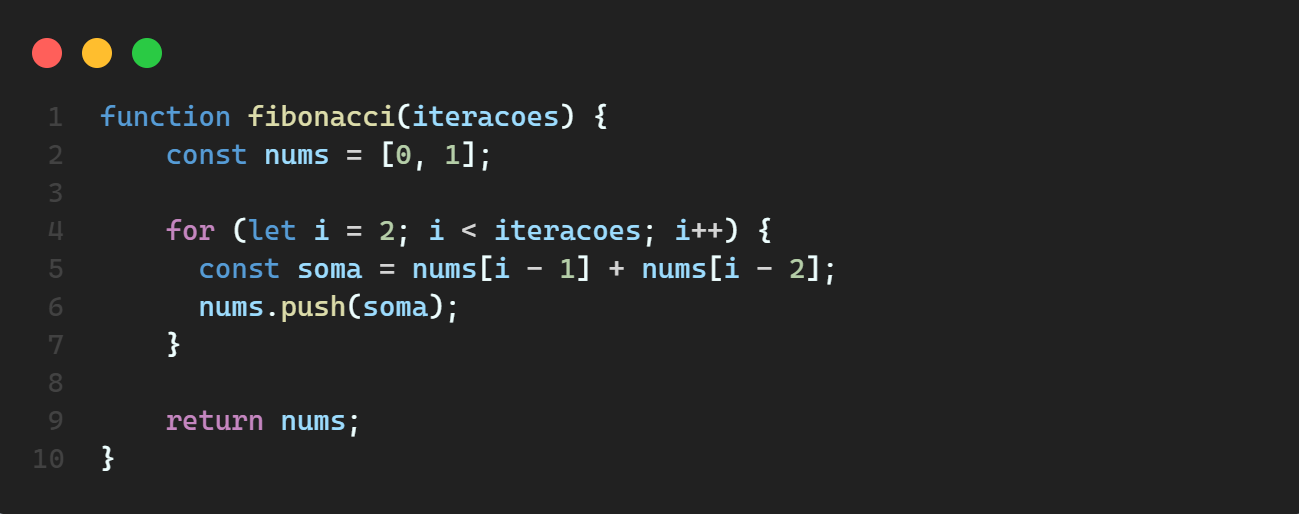 1 function fibonacci(iteracoes) {
2     const nums = [0, 1];
3
4     for (let i = 2; i < iteracoes; i++) {
5       const soma = nums[i - 1] + nums[i - 2];
6       nums.push(soma);
7     }
8
9     return nums;
10 }